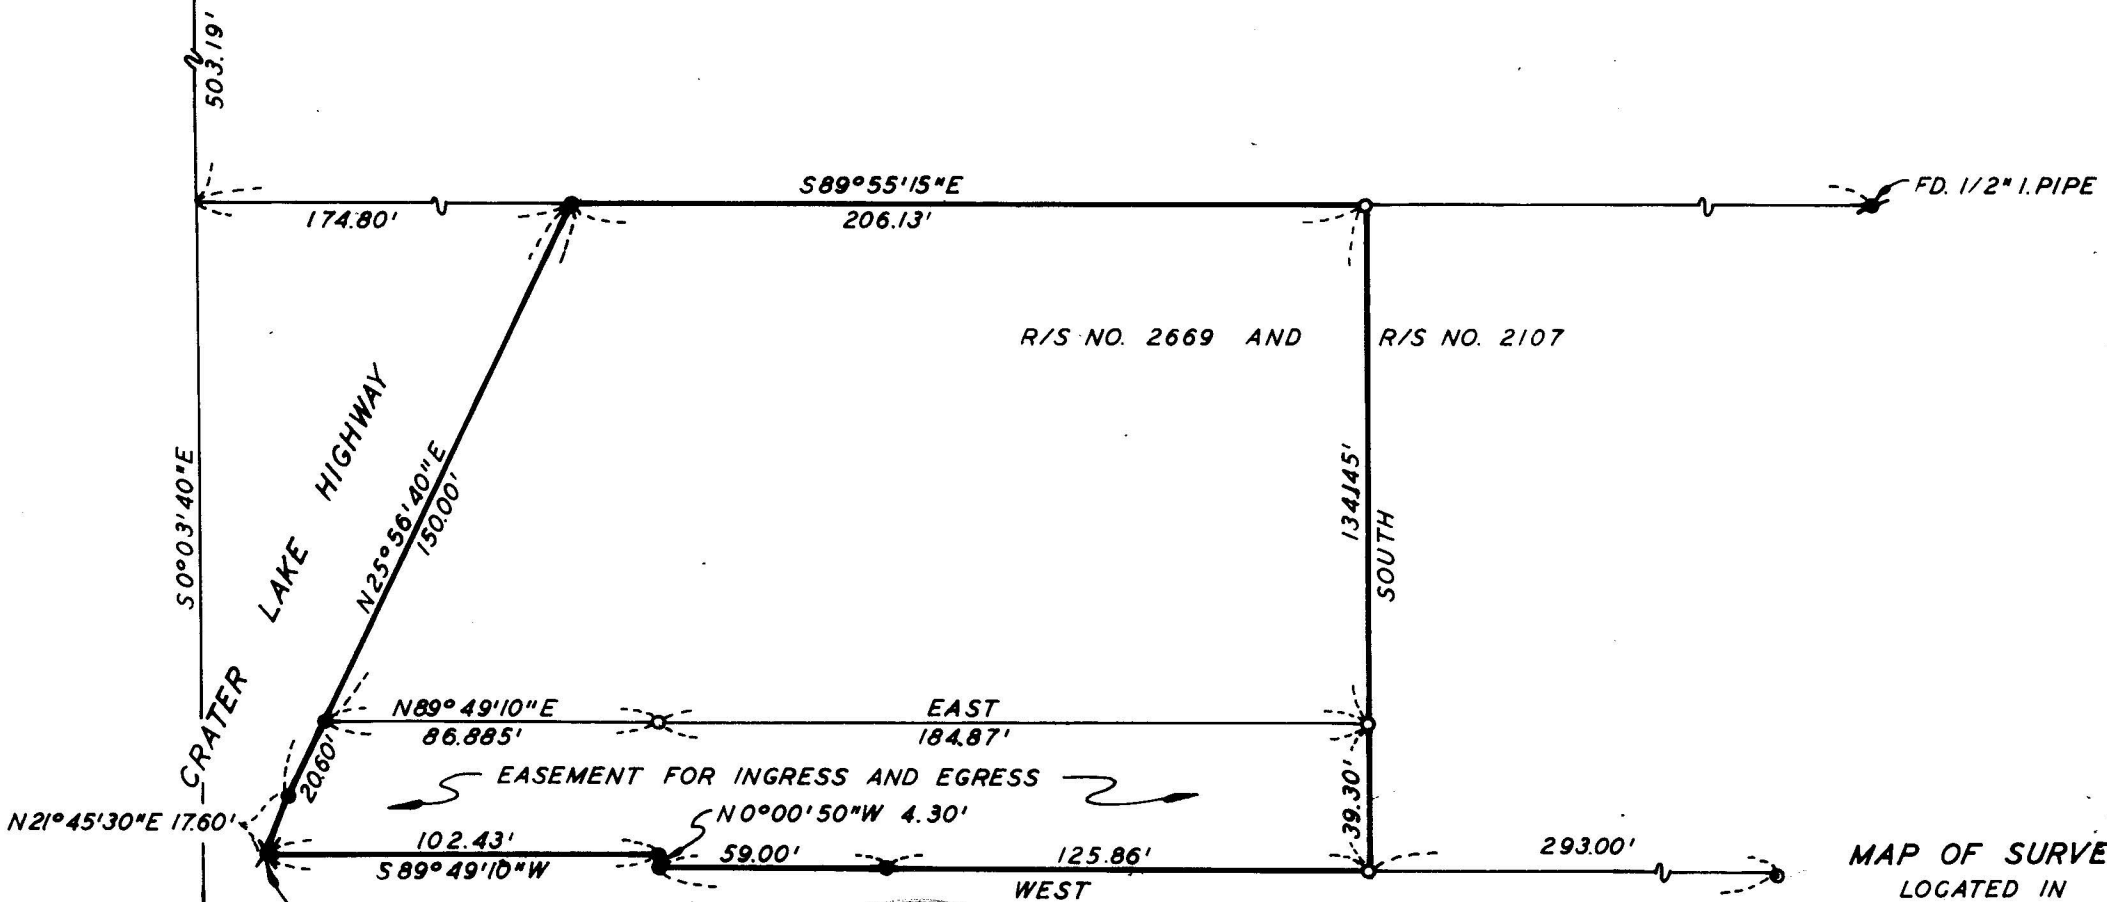 503.19'
S89°55'15"E
FD. 1/2" I.PIPE
174.80'
206.13'
R/S NO. 2669 AND R/S NO. 2107
CRATER LAKE HIGHWAY
S0°03'40"E
N25°56'40"E
150.00'
134.45'
SOUTH
N89°49'10"E
EAST
86.885'
184.87'
20.60'
EASEMENT FOR INGRESS AND EGRESS
39.30'
N0°00'50"W 4.30'
N21°45'30"E 17.60'
102.43'
S89°49'10"W
59.00'
125.86'
WEST
293.00'
MAP OF SURVE
LOCATED IN